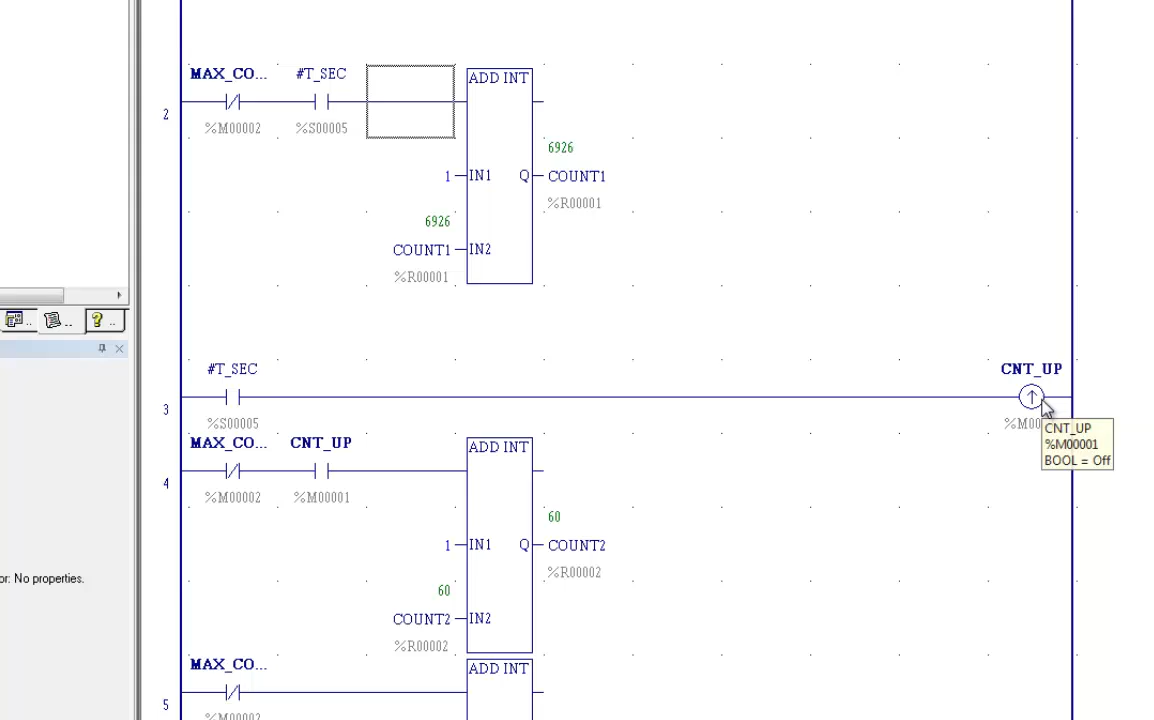 MAX_CO... #T_SEC ADD INT
2
%M00002 %S00005
6926
1 IN1 Q COUNT1
%R00001
6926
COUNT1 IN2
%R00001
.. .. ? ..
#T_SEC CNT_UP
3
%S00005 %M00
CNT_UP
%M00001
BOOL = Off
MAX_CO... CNT_UP ADD INT
4
%M00002 %M00001
60
1 IN1 Q COUNT2
%R00002
or: No properties.
60
COUNT2 IN2
%R00002
MAX_CO... ADD INT
5
%M00002